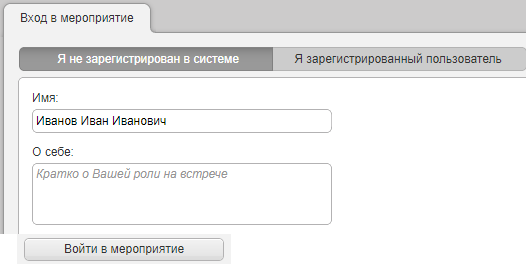 Вход в мероприятие
Я не зарегистрирован в системе Я зарегистрированный пользователь
Имя:
Иванов Иван Иванович
О себе:
Кратко о Вашей роли на встрече
Войти в мероприятие